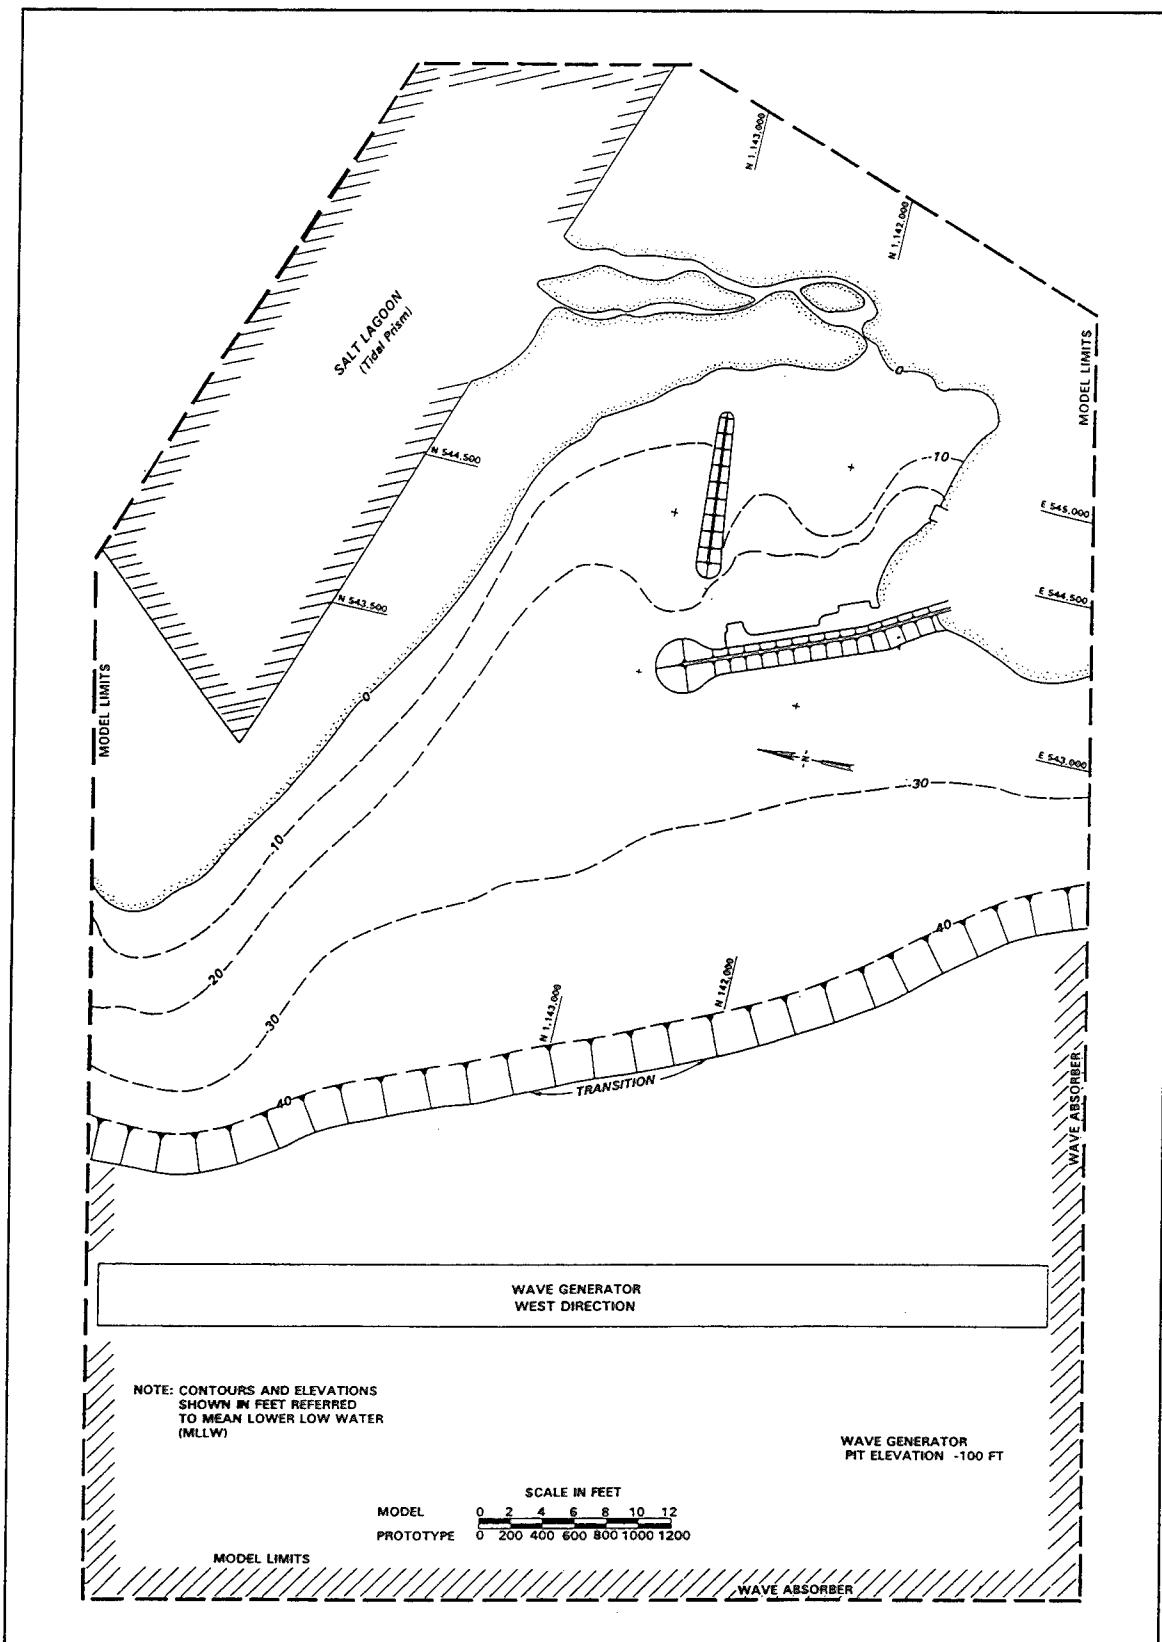 N 1,143,000
N 1,142,000
SALT LAGOON
(Tidal Prism)
MODEL LIMITS
0
N 544,500
-10
E 545,000
N 543,500
E 544,500
MODEL LIMITS
0
N
E 543,000
-30
-10
-20
-30
-40
N 142,000
N 1,143,000
TRANSITION
-40
WAVE ABSORBER
WAVE GENERATOR
WEST DIRECTION
NOTE: CONTOURS AND ELEVATIONS
SHOWN IN FEET REFERRED
TO MEAN LOWER LOW WATER
(MLLW)
WAVE GENERATOR
PIT ELEVATION -100 FT
SCALE IN FEET
MODEL 0 2 4 6 8 10 12
PROTOTYPE 0 200 400 600 800 1000 1200
MODEL LIMITS
WAVE ABSORBER